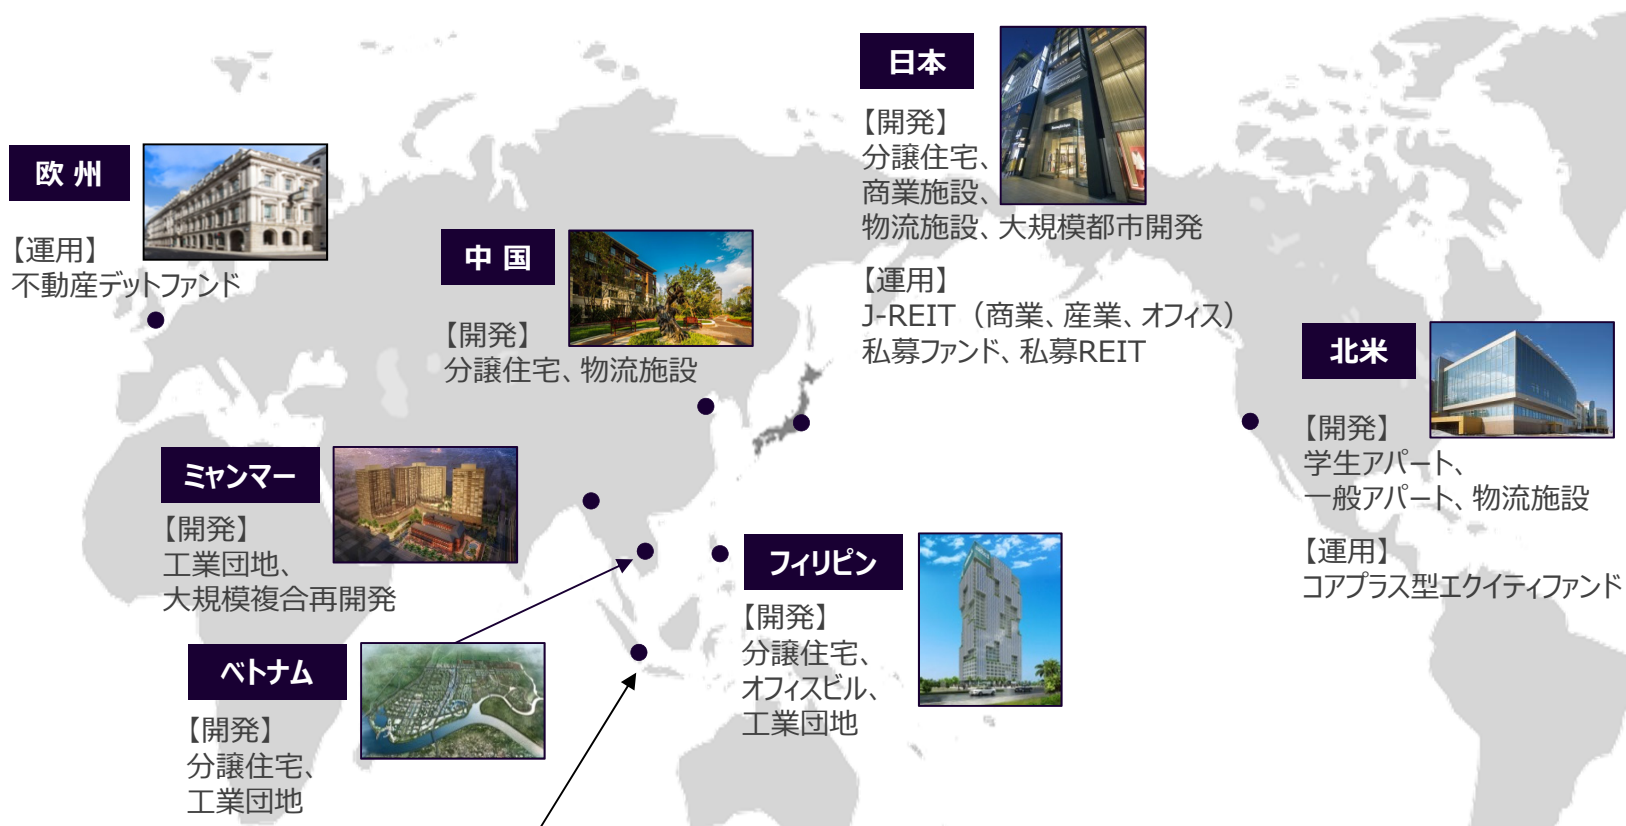 欧 州
【運用】
不動産デットファンド
中 国
【開発】
分譲住宅、物流施設
日本
【開発】
分譲住宅、
商業施設、
物流施設、大規模都市開発
【運用】
J-REIT（商業、産業、オフィス）
私募ファンド、私募REIT
北米
【開発】
学生アパート、
一般アパート、物流施設
【運用】
コアプラス型エクイティファンド
ミャンマー
【開発】
工業団地、
大規模複合再開発
フィリピン
【開発】
分譲住宅、
オフィスビル、
工業団地
ベトナム
【開発】
分譲住宅、
工業団地